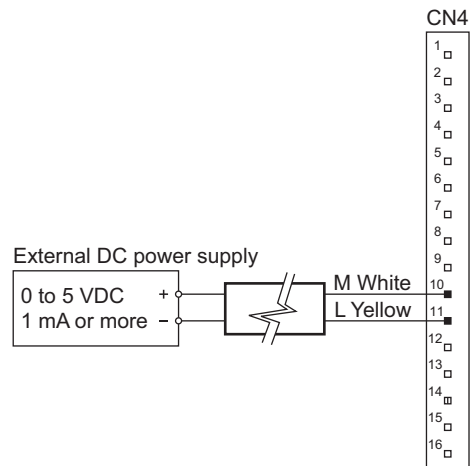 CN4
1
2
3
4
5
6
7
8
9
External DC power supply
0 to 5 VDC +
1 mA or more −
M White
10
L Yellow
11
12
13
14
15
16